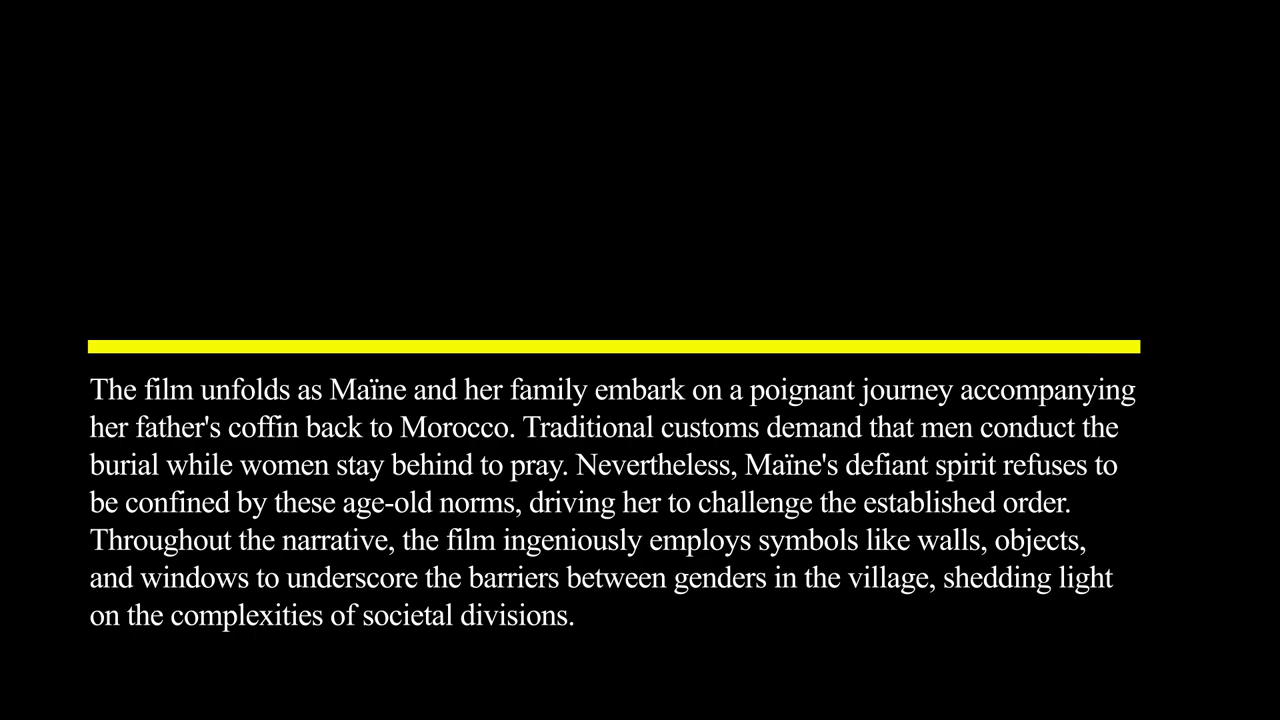 The film unfolds as Maïne and her family embark on a poignant journey accompanying
her father's coffin back to Morocco. Traditional customs demand that men conduct the
burial while women stay behind to pray. Nevertheless, Maïne's defiant spirit refuses to
be confined by these age-old norms, driving her to challenge the established order.
Throughout the narrative, the film ingeniously employs symbols like walls, objects,
and windows to underscore the barriers between genders in the village, shedding light
on the complexities of societal divisions.